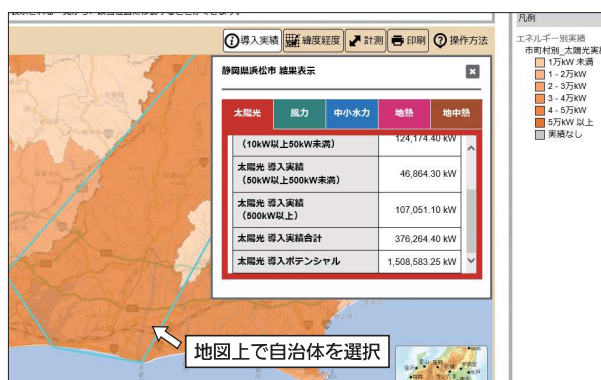 導入実績 緯度経度 計測 印刷 操作方法
静岡県浜松市 結果表示
太陽光 風力 中小水力 地熱 地中熱
(10kW以上50kW未満) 124,174.40 kW
太陽光 導入実績
(50kW以上500kW未満)
46,864.30 kW
太陽光 導入実績
(500kW以上)
107,051.10 kW
太陽光 導入実績合計 376,264.40 kW
太陽光 導入ポテンシャル 1,508,583.25 kW
地図上で自治体を選択
凡例
エネルギー別実績
市町村別_太陽光実
1万kW 未満
1 - 2万kW
2 - 3万kW
3 - 4万kW
4 - 5万kW
5万kW 以上
実績なし